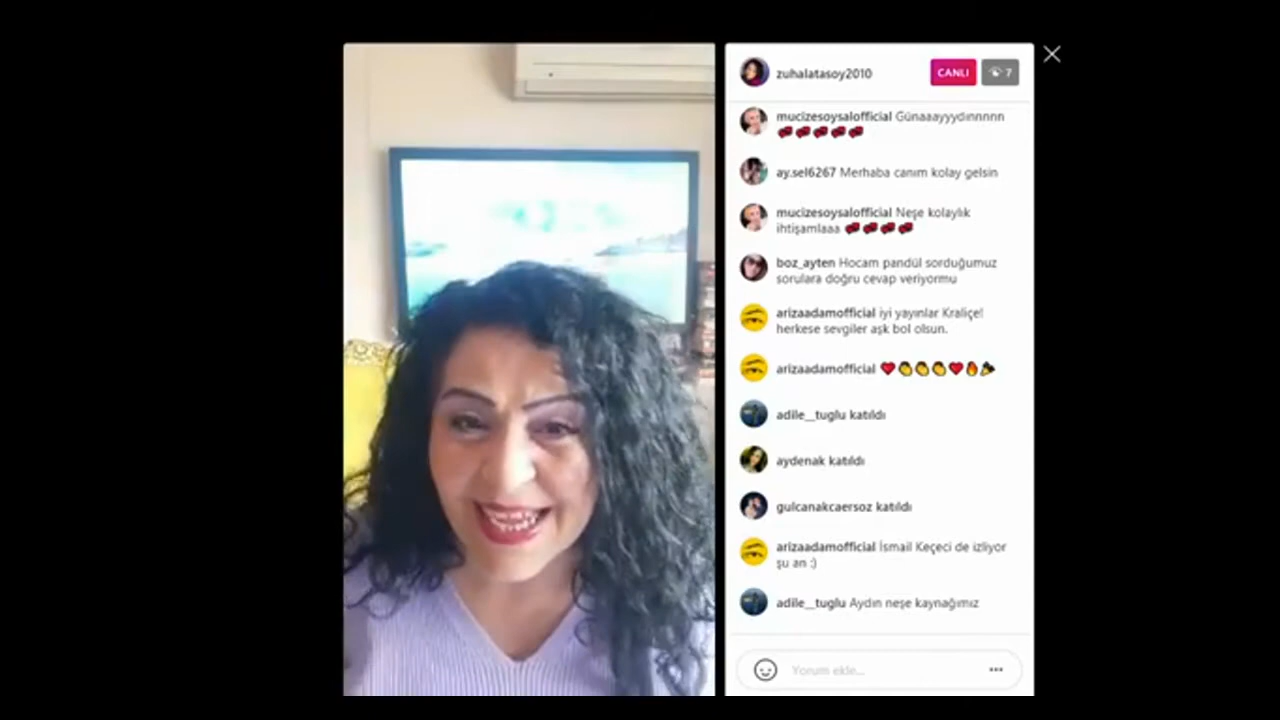 zuhalatasoy2010
CANLI
7
mucizesoysalofficial Günaaayyydınnnnn
ay.sel6267 Merhaba canım kolay gelsin
mucizesoysalofficial Neşe kolaylık
ihtişamlaaa
boz_ayten Hocam pandül sorduğumuz
sorulara doğru cevap veriyormu
arizaadamofficial iyi yayınlar Kraliçe!
herkese sevgiler aşk bol olsun.
arizaadamofficial
adile__tuglu katıldı
aydenak katıldı
gulcanakcaersoz katıldı
arizaadamofficial İsmail Keçeci de izliyor
şu an :)
adile__tuglu Aydın neşe kaynağımız
Yorum ekle...